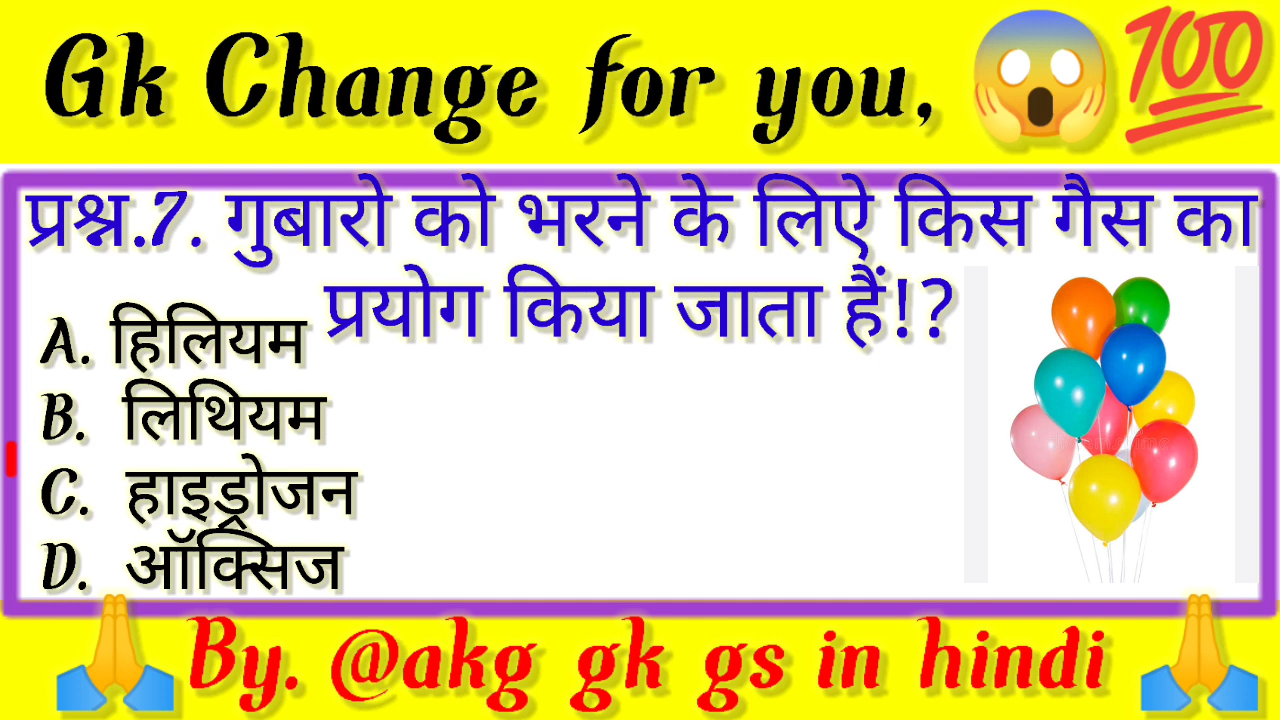 Gk Change for you, 😱💯
प्रश्न.7. गुबारो को भरने के लिऐ किस गैस का
प्रयोग किया जाता हैं!?
A. हिलियम
B. लिथियम
C. हाइड्रोजन
D. ऑक्सिज
🙏By. @akg gk gs in hindi🙏